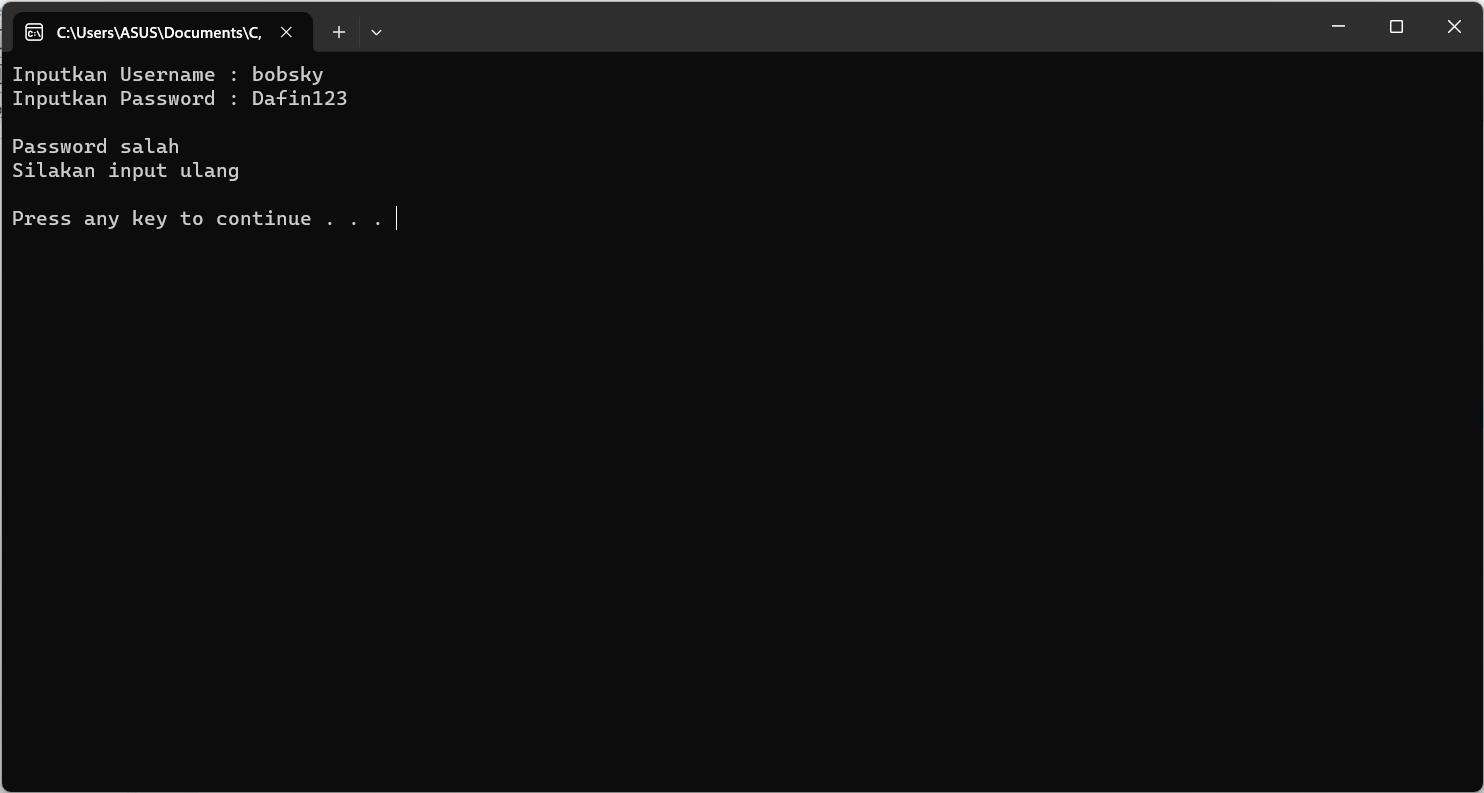 C:\Users\ASUS\Documents\C,
Inputkan Username : bobsky
Inputkan Password : Dafin123
Password salah
Silakan input ulang
Press any key to continue . . .